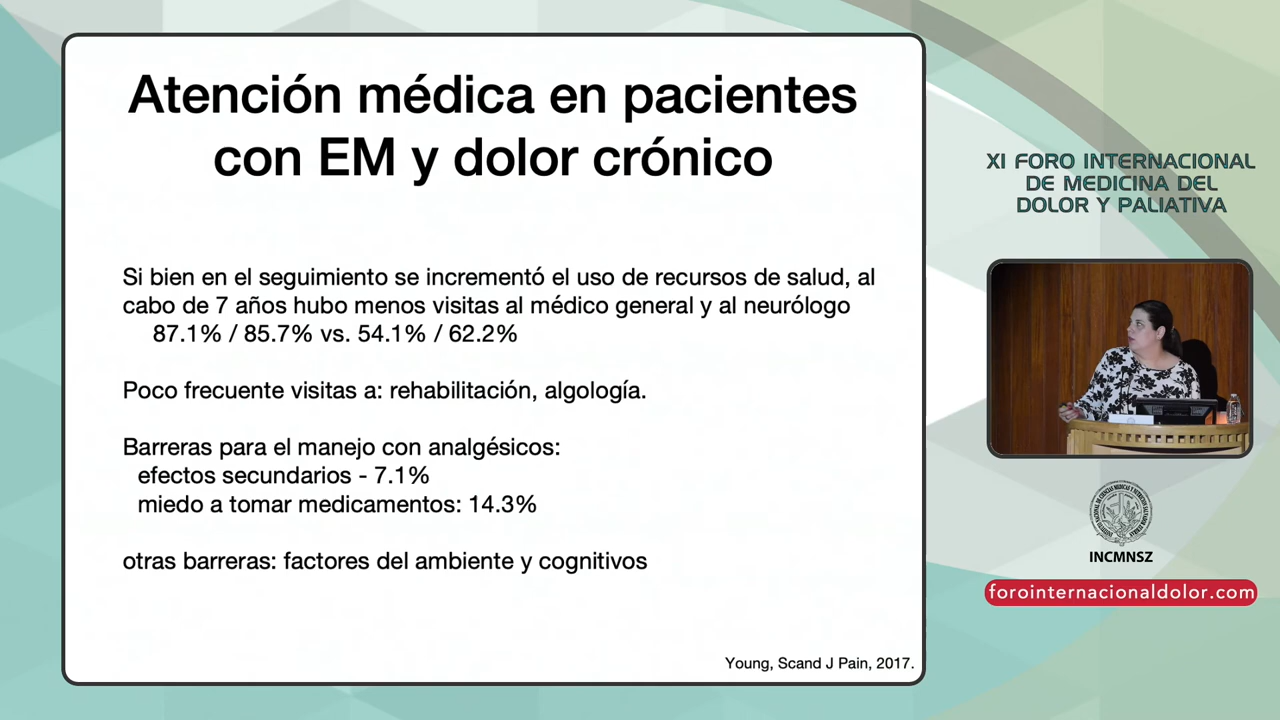 Atención médica en pacientes
con EM y dolor crónico
Si bien en el seguimiento se incrementó el uso de recursos de salud, al
cabo de 7 años hubo menos visitas al médico general y al neurólogo
87.1% / 85.7% vs. 54.1% / 62.2%
Poco frecuente visitas a: rehabilitación, algología.
Barreras para el manejo con analgésicos:
efectos secundarios - 7.1%
miedo a tomar medicamentos: 14.3%
otras barreras: factores del ambiente y cognitivos
Young, Scand J Pain, 2017.
XI FORO INTERNACIONAL
DE MEDICINA DEL
DOLOR Y PALIATIVA
INCMNSZ
forointernacionaldolor.com